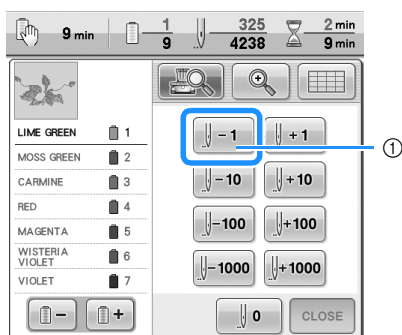 9 min 1 325 2 min
9 4238 9 min
LIME GREEN 1
MOSS GREEN 2
CARMINE 3
RED 4
MAGENTA 5
WISTERIA
VIOLET 6
VIOLET 7
−1 +1 ①
−10 +10
−100 +100
−1000 +1000
− + 0 CLOSE